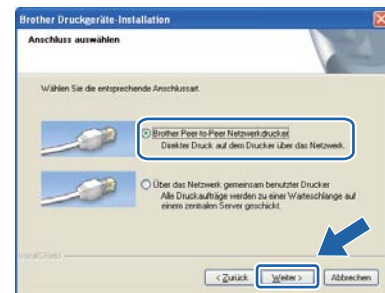 Brother Druckgeräte-Installation
Anschluss auswählen
Wählen Sie die entsprechende Anschlussart.
Brother Peer-to-Peer Netzwerkdrucker
Direkter Druck auf dem Drucker über das Netzwerk.
Über das Netzwerk gemeinsam benutzter Drucker
Alle Druckaufträge werden zu einer Warteschlange auf
einem zentralen Server geschickt.
InstallShield
< Zurück
Weiter >
Abbrechen